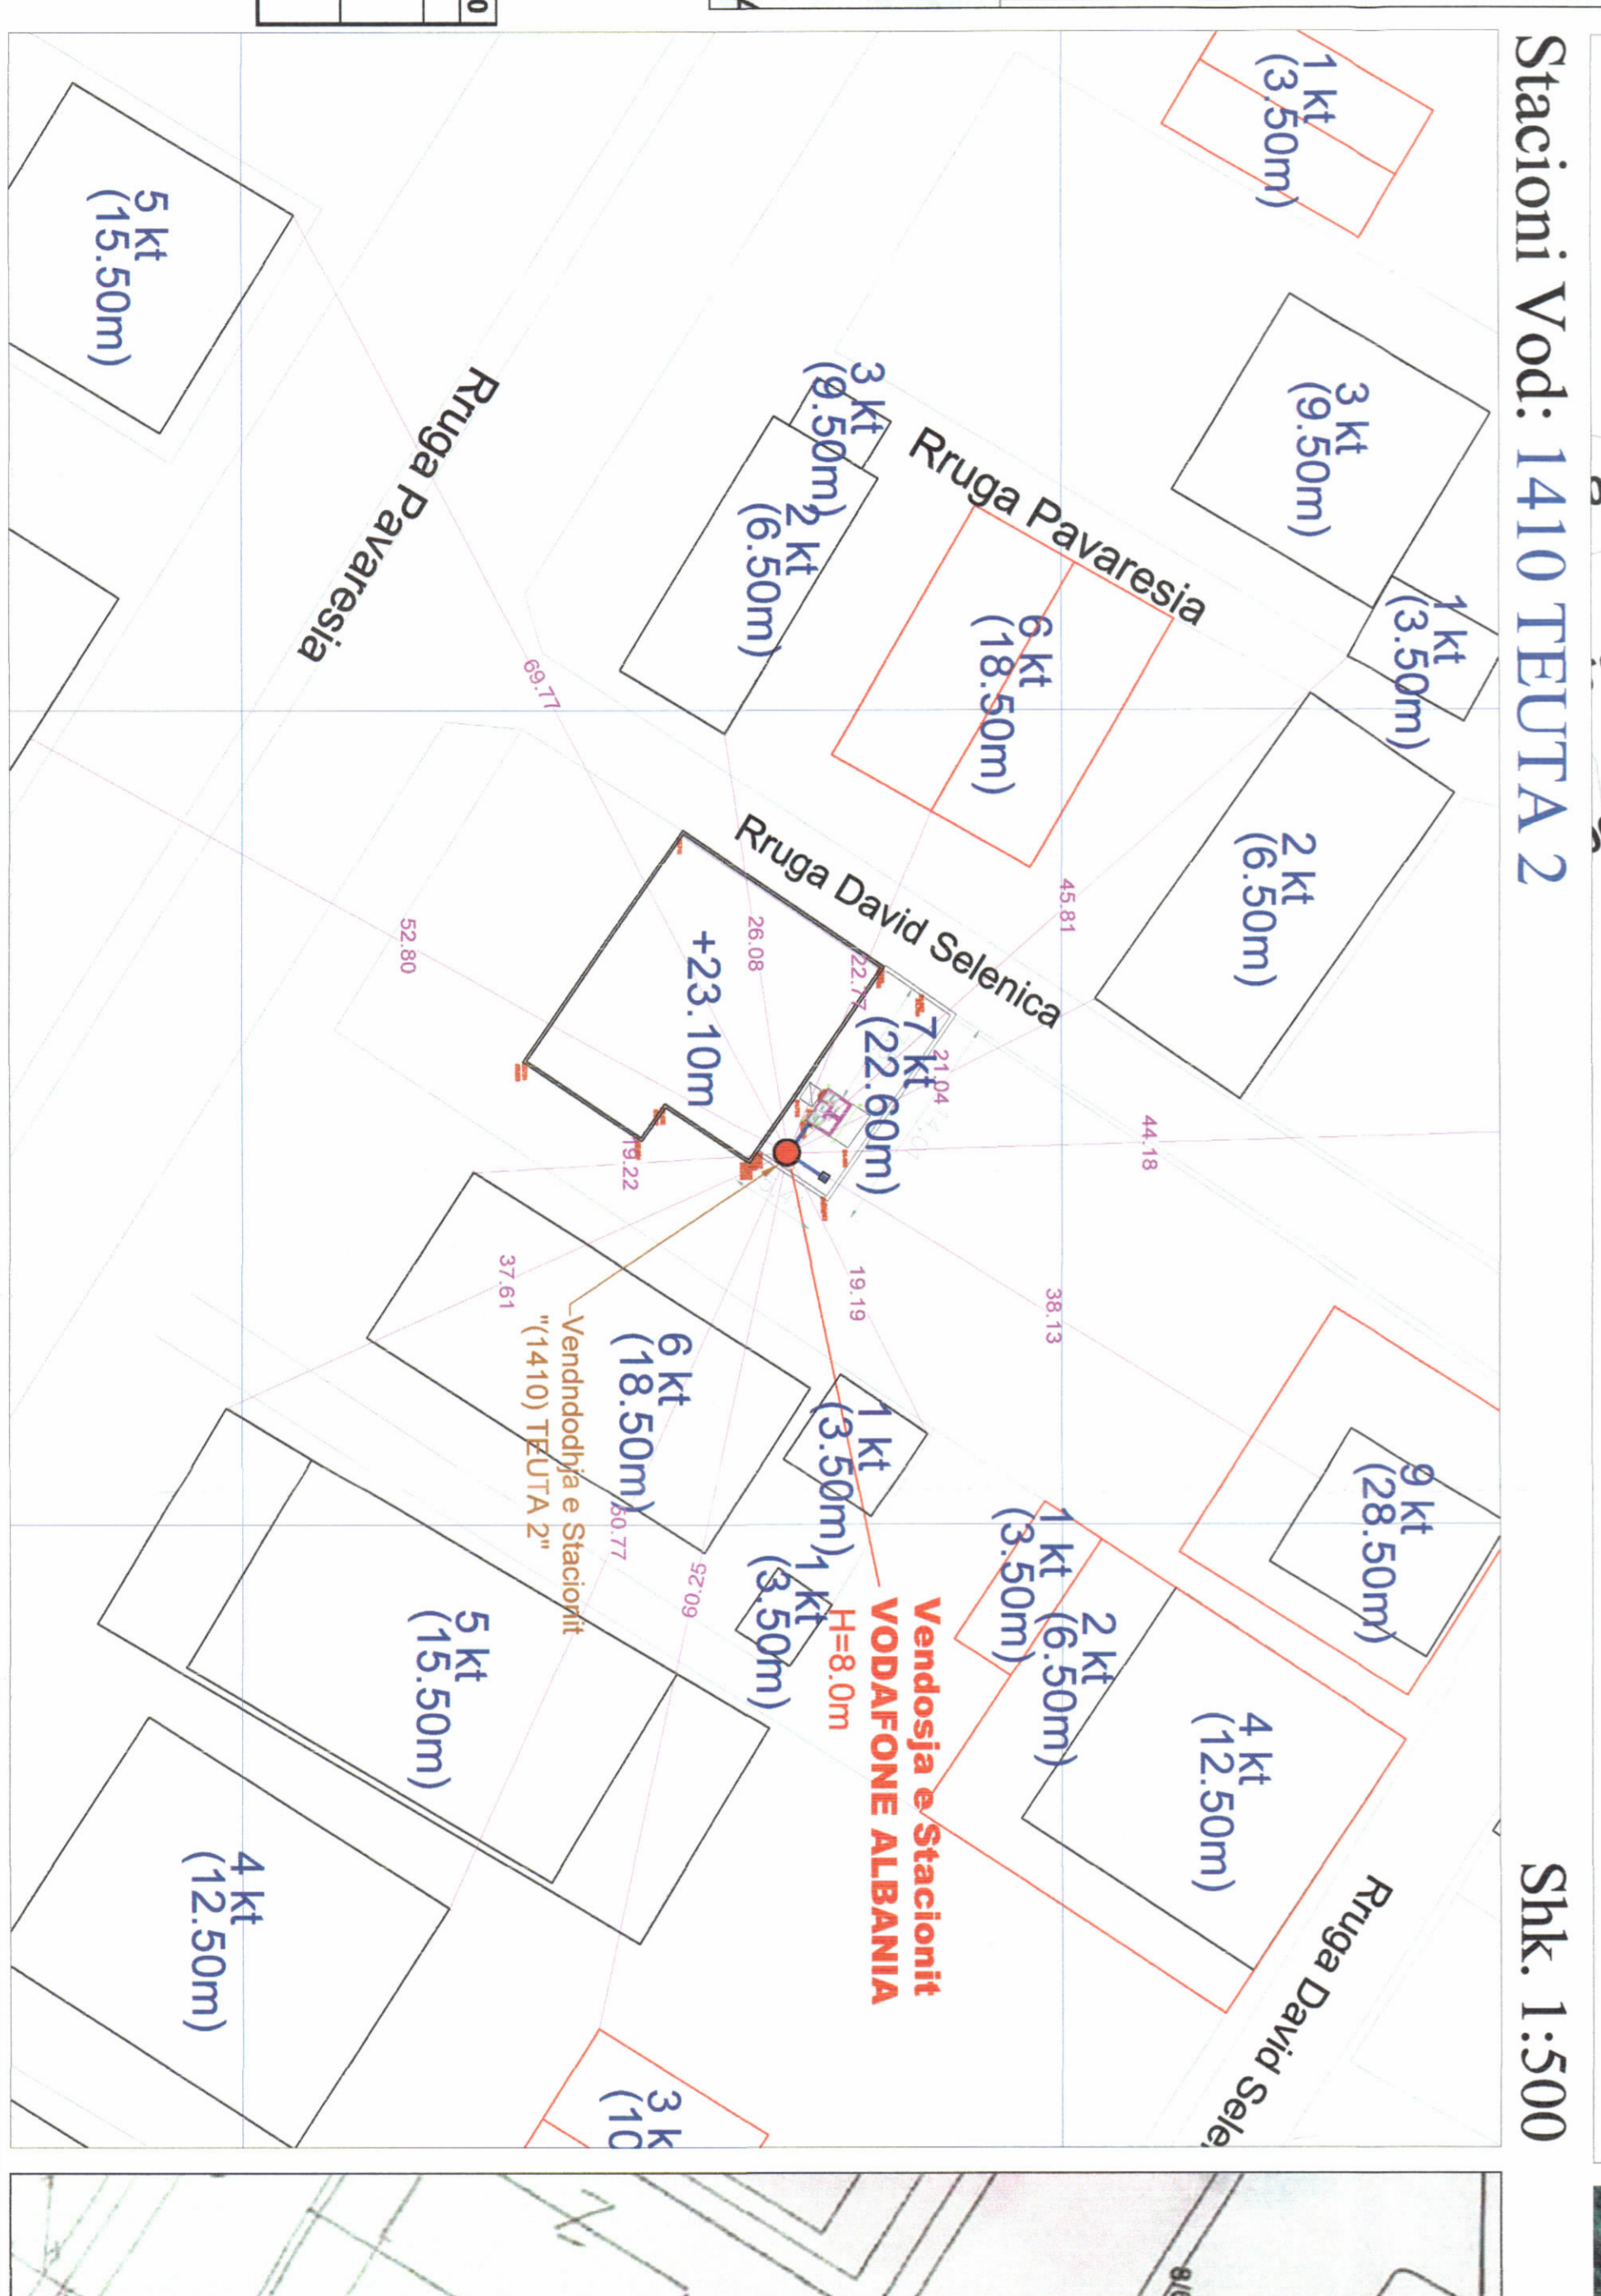 Stacioni Vod: 1410 TEUTA 2
Shk. 1:500
1 kt
(3.50m)
3 kt
(9.50m)
1 kt
(3.50m)
2 kt
(6.50m)
9 kt
(28.50m)
4 kt
(12.50m)
Rruga David Sele
Rruga Pavaresia
6 kt
(18.50m)
45.81
44.18
38.13
1 kt
(3.50m)
2 kt
(6.50m)
3 kt
(9.50m)
2 kt
(6.50m)
Rruga David Selenica
22.77
7 kt
(22.60m)
21.04
19.19
1 kt
(3.50m)
1 kt
(3.50m)
Vendosja e Stacionit
VODAFONE ALBANIA
H=8.0m
26.08
+23.10m
19.22
6 kt
(18.50m)
Vendndodhja e Stacionit
"(1410) TEUTA 2"
69.77
52.80
37.61
50.77
52.09
3 k
(10
Rruga Pavaresia
5 kt
(15.50m)
5 kt
(15.50m)
4 kt
(12.50m)